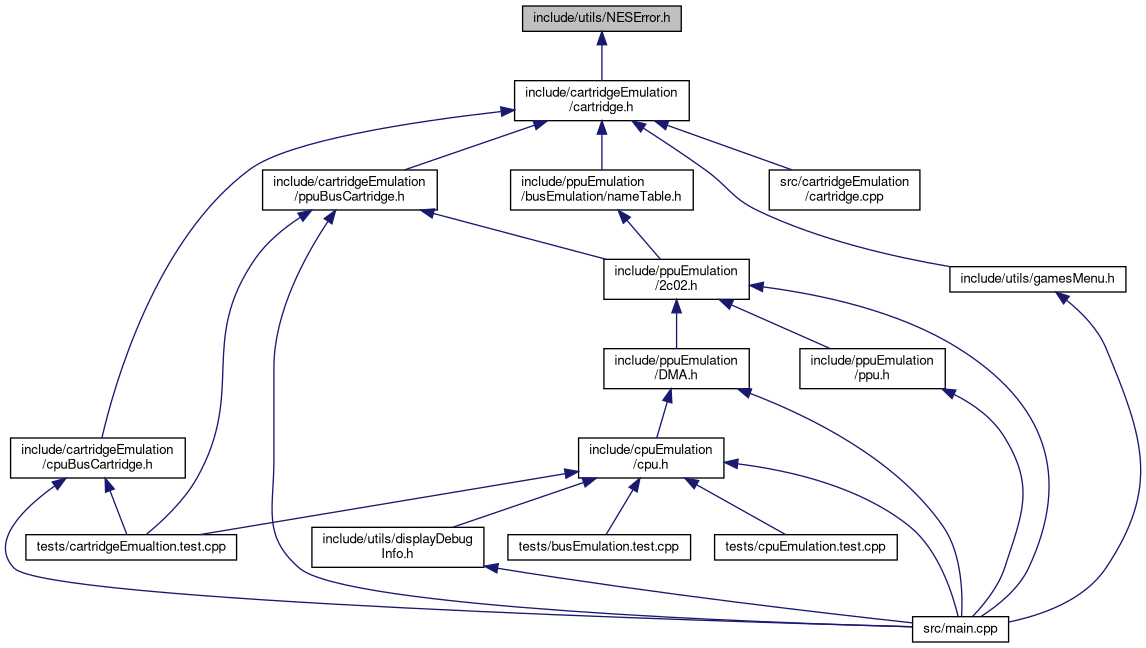 include/utils/NESError.h
include/cartridgeEmulation
/cartridge.h
include/cartridgeEmulation
/ppuBusCartridge.h
include/ppuEmulation
/busEmulation/nameTable.h
src/cartridgeEmulation
/cartridge.cpp
include/ppuEmulation
/2c02.h
include/utils/gamesMenu.h
include/ppuEmulation
/DMA.h
include/ppuEmulation
/ppu.h
include/cartridgeEmulation
/cpuBusCartridge.h
include/cpuEmulation
/cpu.h
tests/cartridgeEmualtion.test.cpp
include/utils/displayDebug
Info.h
tests/busEmulation.test.cpp
tests/cpuEmulation.test.cpp
src/main.cpp